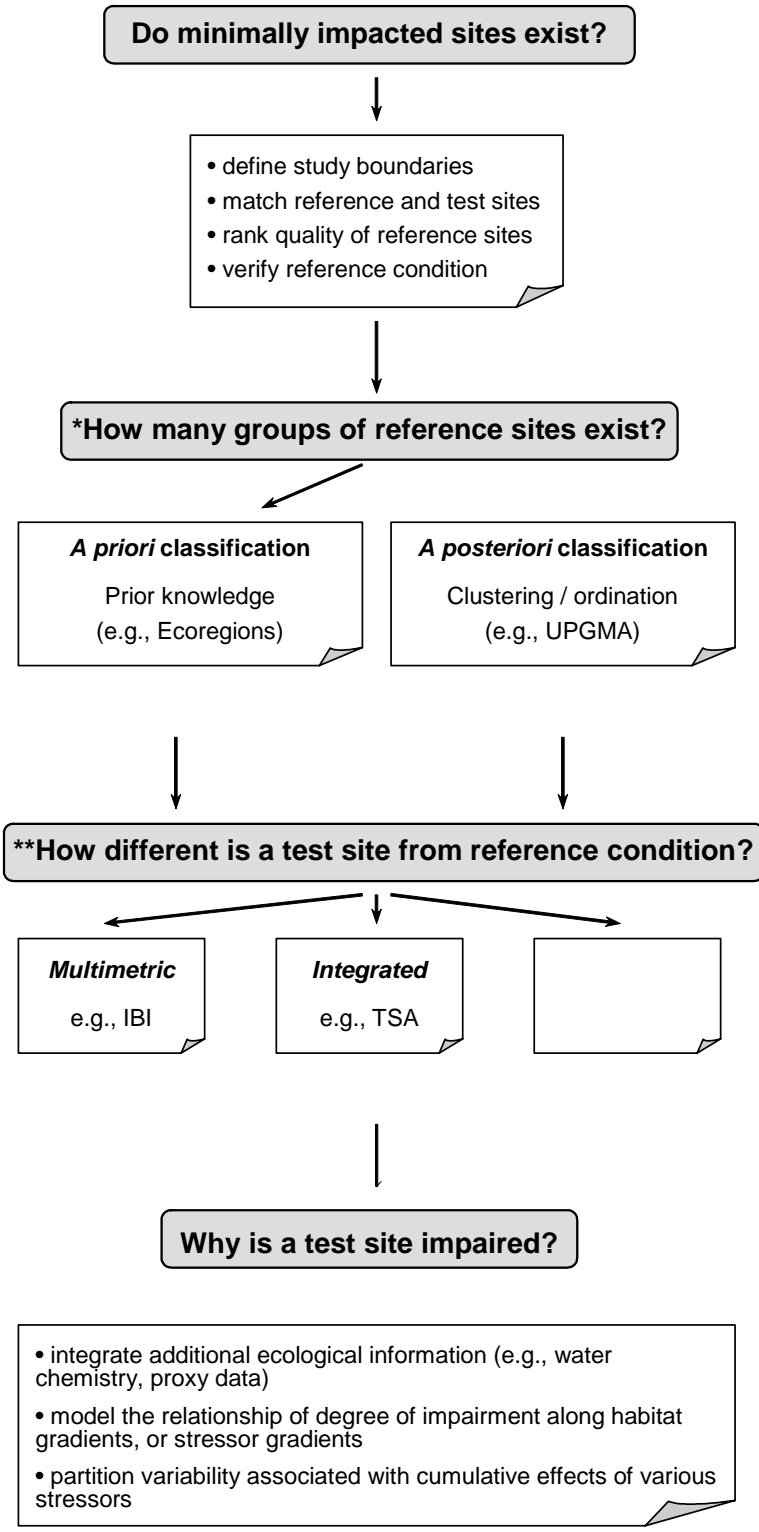 Do minimally impacted sites exist?
• define study boundaries
• match reference and test sites
• rank quality of reference sites
• verify reference condition
*How many groups of reference sites exist?
A priori classification
Prior knowledge
(e.g., Ecoregions)
A posteriori classification
Clustering / ordination
(e.g., UPGMA)
**How different is a test site from reference condition?
Multimetric
e.g., IBI
Integrated
e.g., TSA
Why is a test site impaired?
• integrate additional ecological information (e.g., water
chemistry, proxy data)
• model the relationship of degree of impairment along habitat
gradients, or stressor gradients
• partition variability associated with cumulative effects of various
stressors